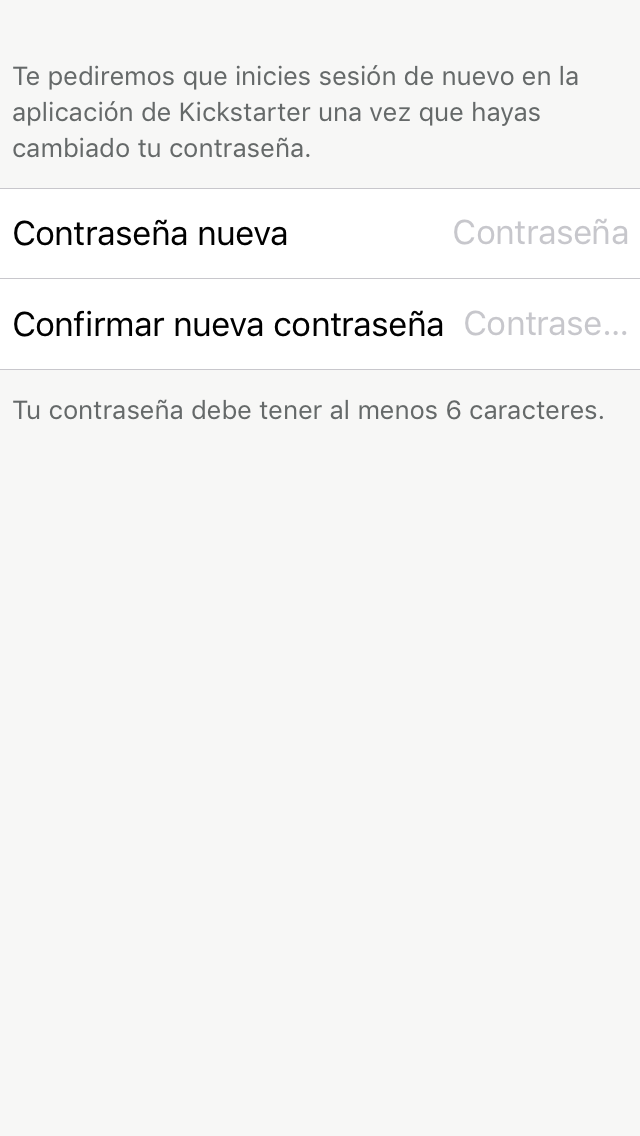 Te pediremos que inicies sesión de nuevo en la
aplicación de Kickstarter una vez que hayas
cambiado tu contraseña.
Contraseña nueva Contraseña
Confirmar nueva contraseña Contrase...
Tu contraseña debe tener al menos 6 caracteres.